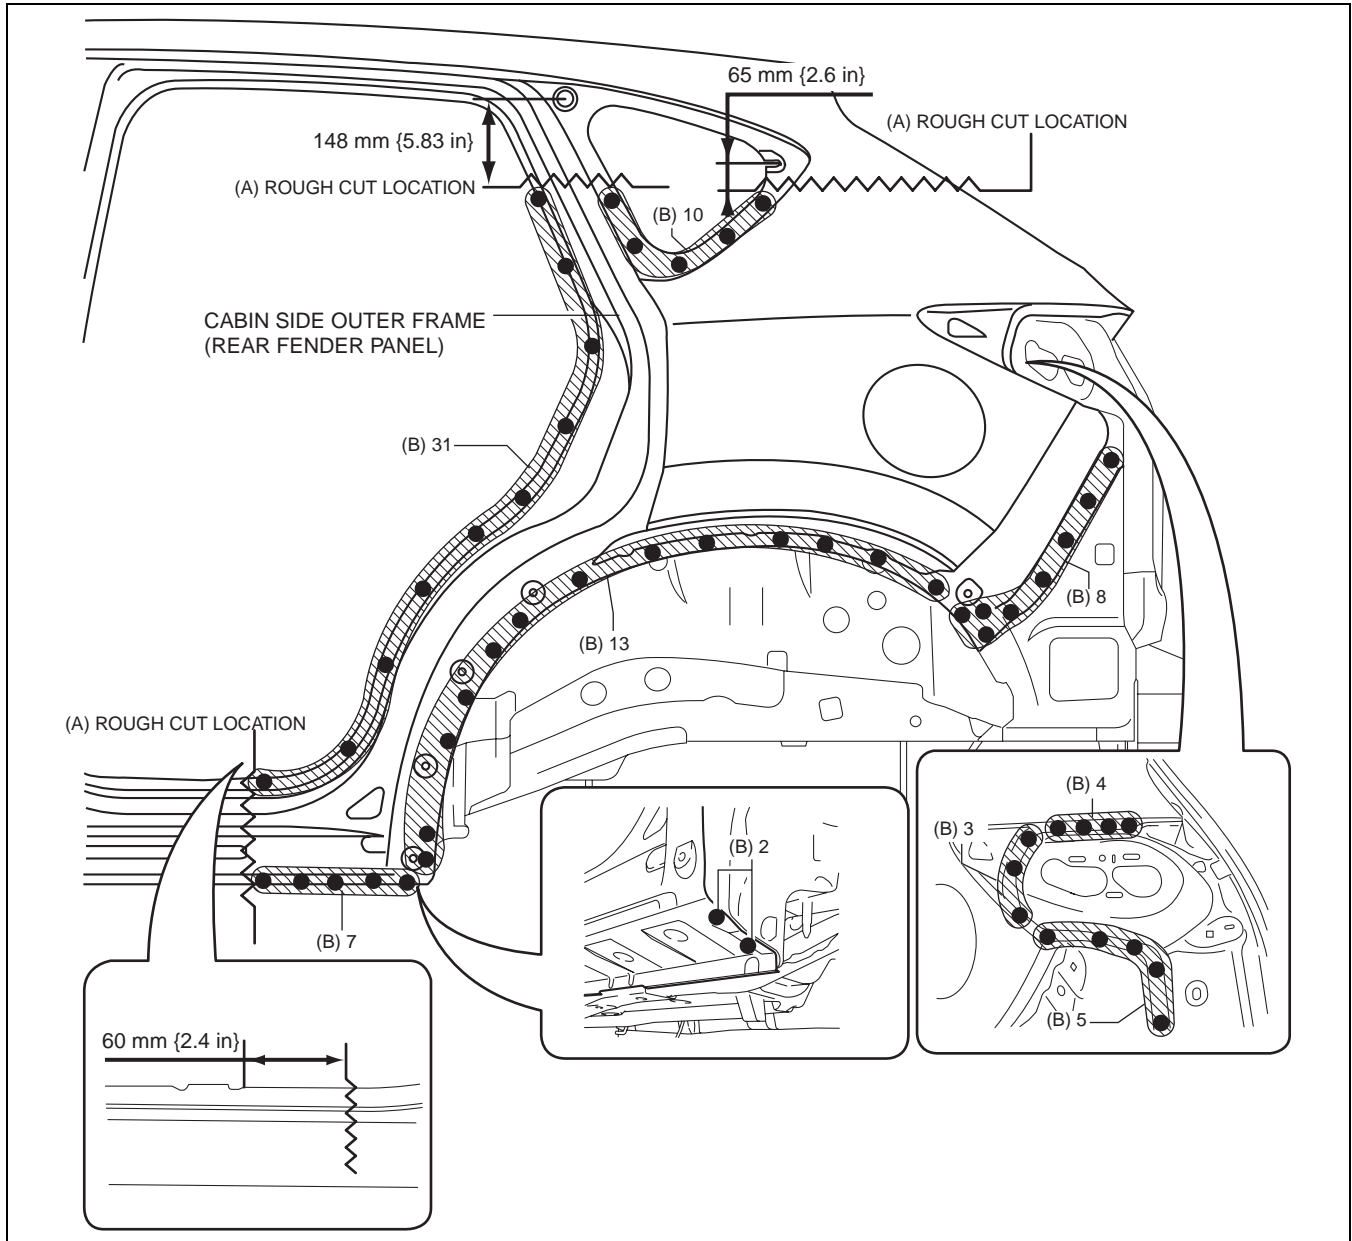 65 mm {2.6 in}
(A) ROUGH CUT LOCATION
148 mm {5.83 in}
(A) ROUGH CUT LOCATION
(B) 10
CABIN SIDE OUTER FRAME
(REAR FENDER PANEL)
(B) 31
(B) 8
(B) 13
(A) ROUGH CUT LOCATION
(B) 4
(B) 3
(B) 2
(B) 7
(B) 5
60 mm {2.4 in}